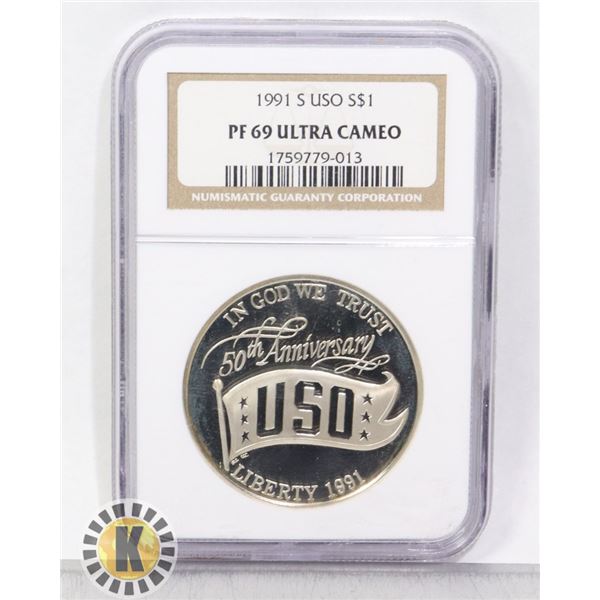 1991 S USO S$1
PF 69 ULTRA CAMEO
1759779-013
NUMISMATIC GUARANTY CORPORATION
IN GOD WE TRUST
50th Anniversary
USO
LIBERTY 1991
K